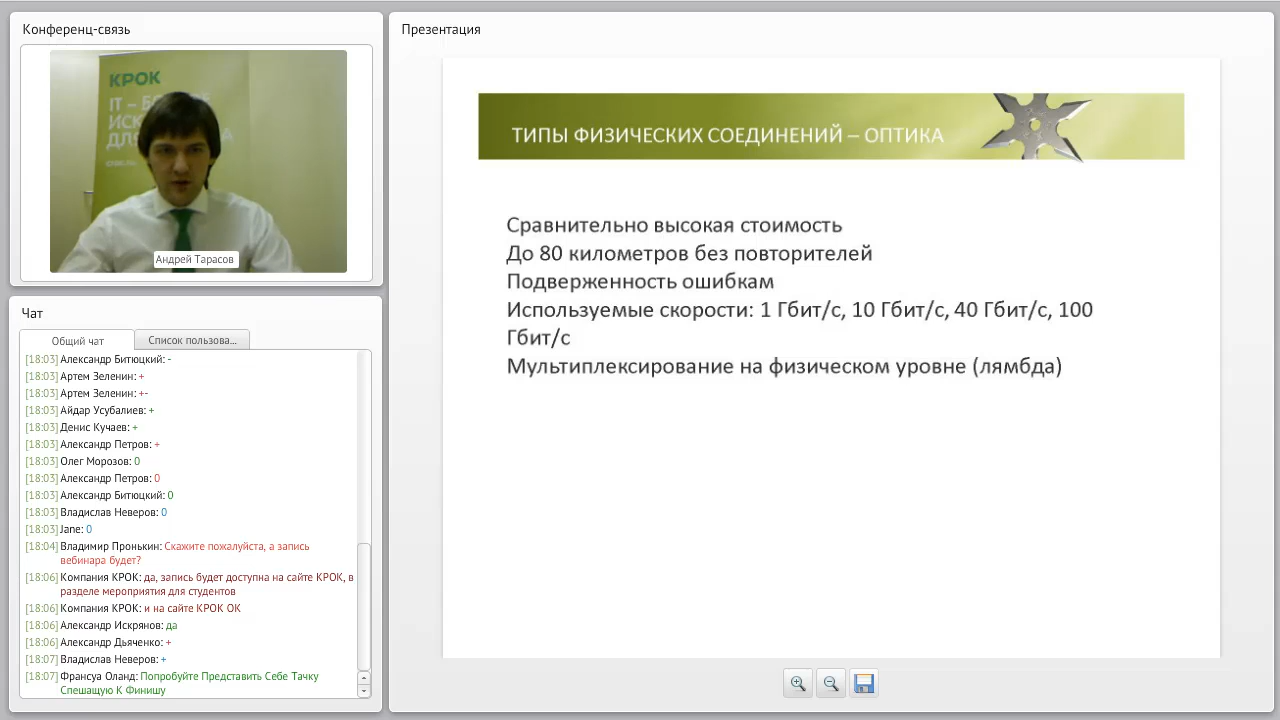 Конференц-связь
КРОК
IT –
ИСК
ДЛ
Андрей Тарасов
Чат
Общий чат
Список пользова...
[18:03] Александр Битюцкий: -
[18:03] Артем Зеленин: +
[18:03] Артем Зеленин: +-
[18:03] Айдар Усубалиев: +
[18:03] Денис Кучаев: +
[18:03] Александр Петров: +
[18:03] Олег Морозов: 0
[18:03] Александр Петров: 0
[18:03] Александр Битюцкий: 0
[18:03] Владислав Неверов: 0
[18:03] Jane: 0
[18:04] Владимир Пронькин: Скажите пожалуйста, а запись
вебинара будет?
[18:06] Компания КРОК: да, запись будет доступна на сайте КРОК, в
разделе мероприятия для студентов
[18:06] Компания КРОК: и на сайте КРОК ОК
[18:06] Александр Искрянов: да
[18:06] Александр Дьяченко: +
[18:07] Владислав Неверов: +
[18:07] Франсуа Оланд: Попробуйте Представить Себе Тачку
Спешащую К Финишу
Презентация
ТИПЫ ФИЗИЧЕСКИХ СОЕДИНЕНИЙ – ОПТИКА
Сравнительно высокая стоимость
До 80 километров без повторителей
Подверженность ошибкам
Используемые скорости: 1 Гбит/с, 10 Гбит/с, 40 Гбит/с, 100
Гбит/с
Мультиплексирование на физическом уровне (лямбда)